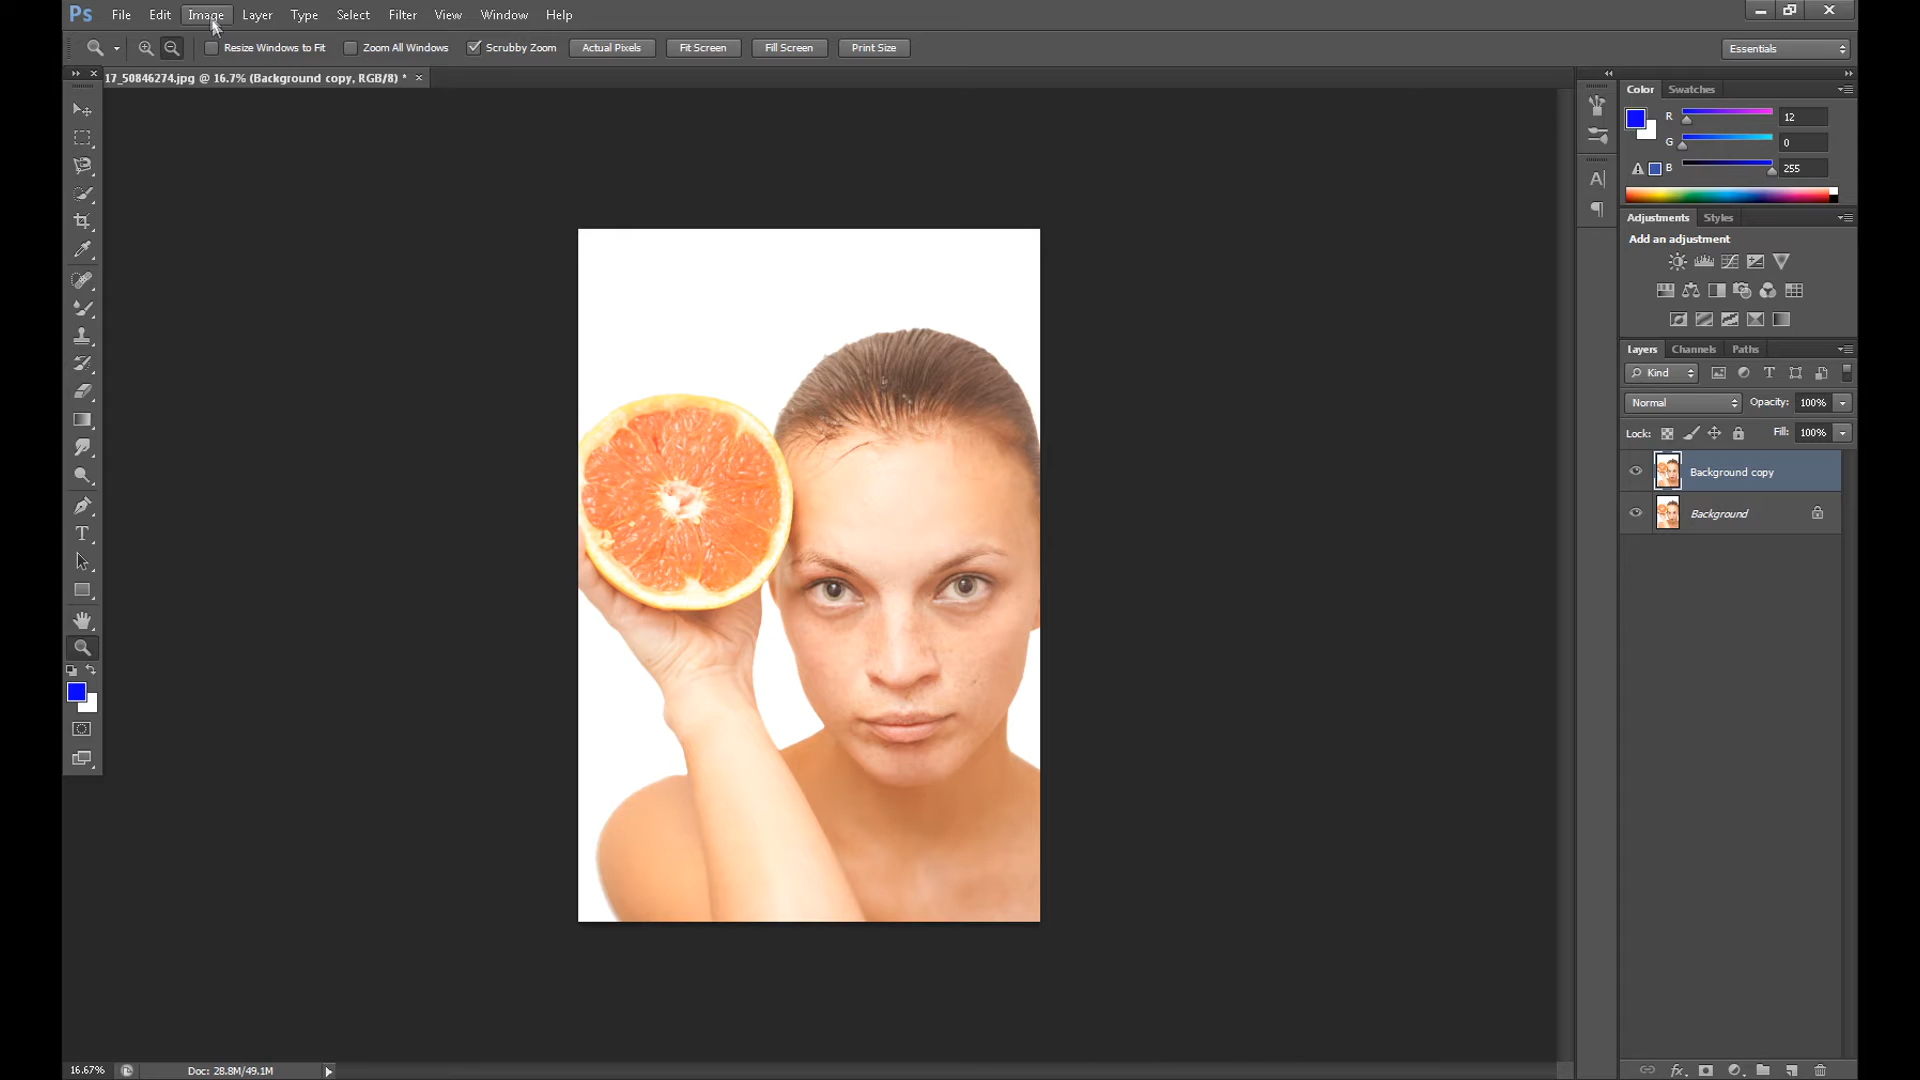 Ps File Edit Image Layer Type Select Filter View Window Help
Resize Windows to Fit Zoom All Windows Scrubby Zoom Actual Pixels Fit Screen Fill Screen Print Size Essentials
17_50846274.jpg @ 16.7% (Background copy, RGB/8) * ×
Color Swatches
R 12
G 0
B 255
Adjustments Styles
Add an adjustment
Layers Channels Paths
Kind
Normal Opacity: 100%
Lock: Fill: 100%
Background copy
Background
16.67% Doc: 28.8M/49.1M